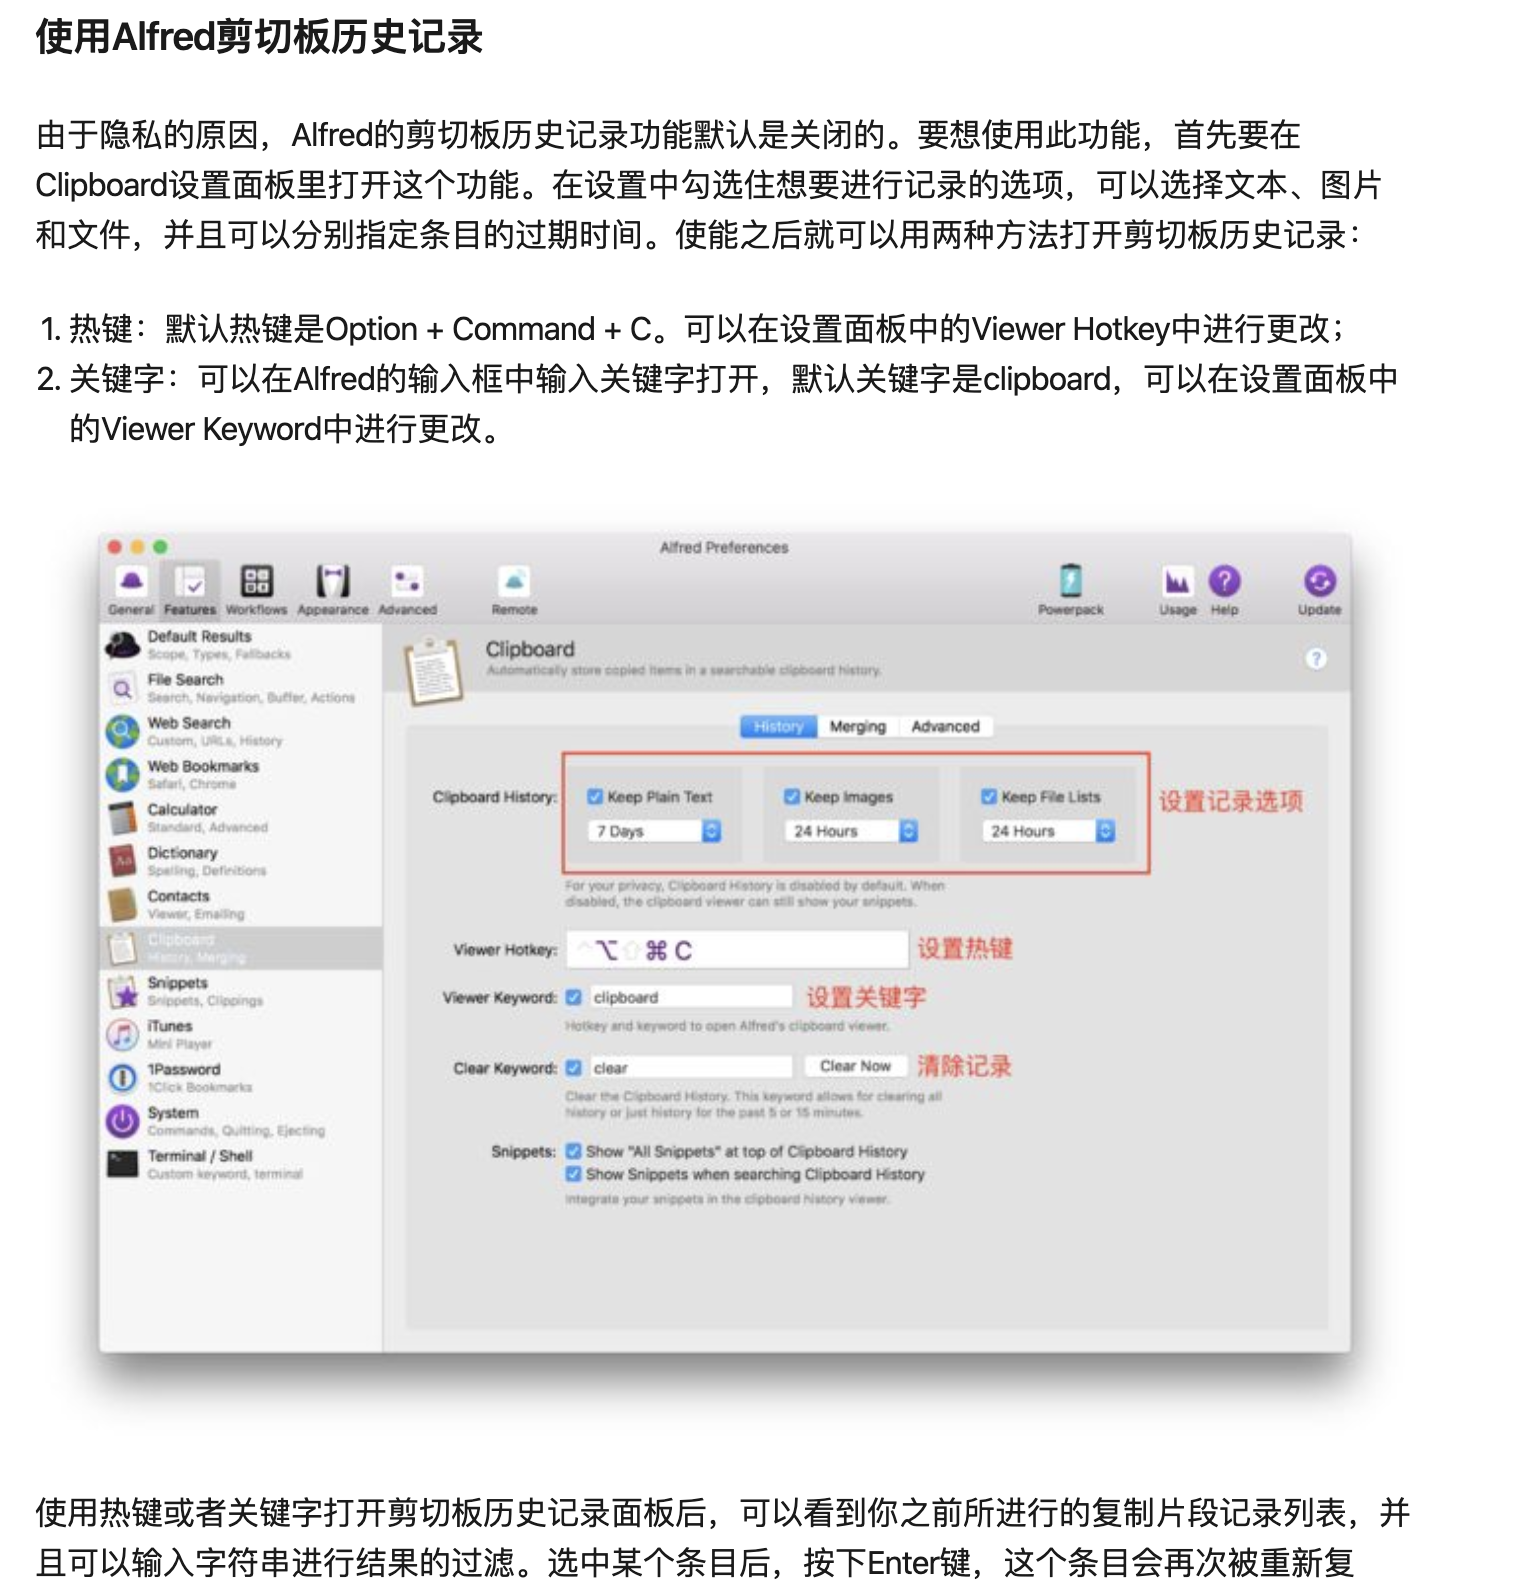 使用Alfred剪切板历史记录
由于隐私的原因，Alfred的剪切板历史记录功能默认是关闭的。要想使用此功能，首先要在
Clipboard设置面板里打开这个功能。在设置中勾选住想要进行记录的选项，可以选择文本、图片
和文件，并且可以分别指定条目的过期时间。使能之后就可以用两种方法打开剪切板历史记录：
1. 热键：默认热键是Option + Command + C。可以在设置面板中的Viewer Hotkey中进行更改；
2. 关键字：可以在Alfred的输入框中输入关键字打开，默认关键字是clipboard，可以在设置面板中
的Viewer Keyword中进行更改。
Alfred Preferences
General Features Workflows Appearance Advanced Remote Powerpack Usage Help Update
Default Results
Scope, Types, Fallbacks
File Search
Search, Navigation, Buffer, Actions
Web Search
Custom, URLs, History
Web Bookmarks
Safari, Chrome
Calculator
Standard, Advanced
Dictionary
Spelling, Definitions
Contacts
Viewer, Emailing
Clipboard
History, Merging
Snippets
Snippets, Clippings
iTunes
Mini Player
1Password
1Click Bookmarks
System
Commands, Quitting, Ejecting
Terminal / Shell
Custom keyword, terminal
Clipboard
Automatically store copied items in a searchable clipboard history.
?
History Merging Advanced
Clipboard History: Keep Plain Text Keep Images Keep File Lists 设置记录选项
7 Days 24 Hours 24 Hours
For your privacy, Clipboard History is disabled by default. When
disabled, the clipboard viewer can still show your snippets.
Viewer Hotkey: ^⌥⇧⌘ C 设置热键
Viewer Keyword: clipboard 设置关键字
Hotkey and keyword to open Alfred's clipboard viewer.
Clear Keyword: clear Clear Now 清除记录
Clear the Clipboard History. This keyword allows for clearing all
history or just history for the past 5 or 15 minutes.
Snippets: Show "All Snippets" at top of Clipboard History
Show Snippets when searching Clipboard History
Integrate your snippets in the clipboard history viewer.
使用热键或者关键字打开剪切板历史记录面板后，可以看到你之前所进行的复制片段记录列表，并
且可以输入字符串进行结果的过滤。选中某个条目后，按下Enter键，这个条目会再次被重新复